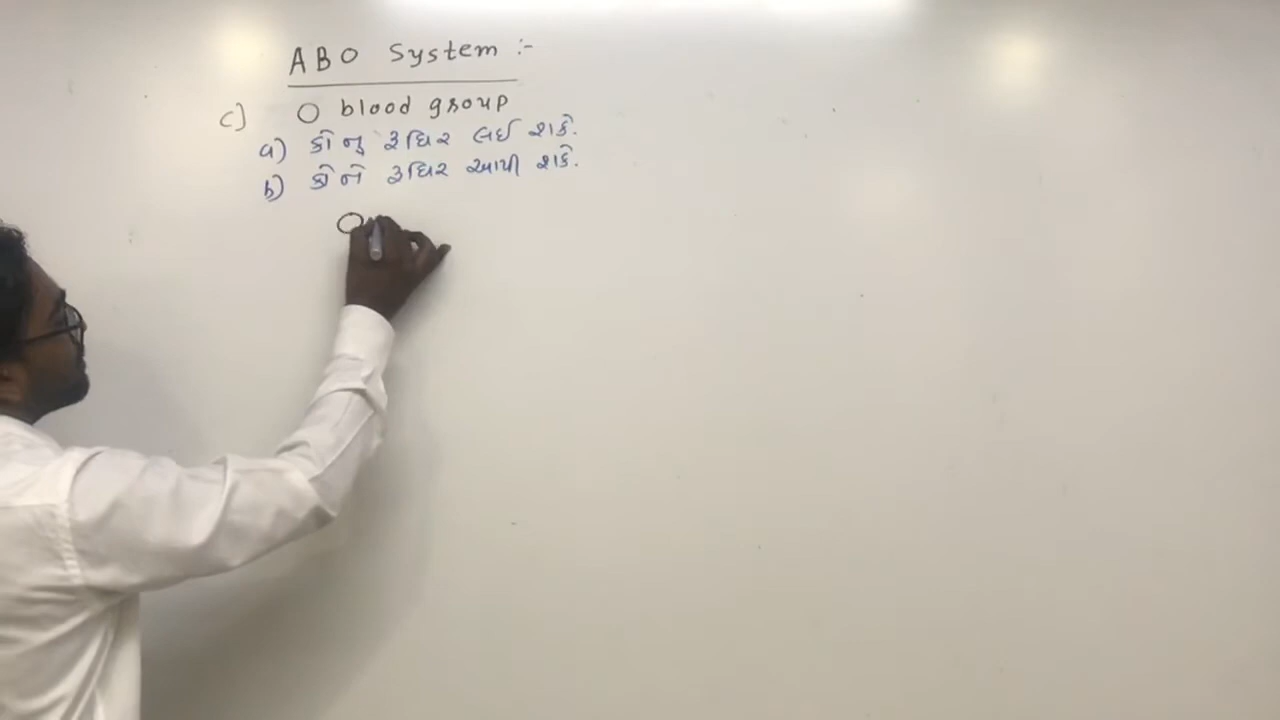 ABO System :-
c) O blood group
a) કોનુ રૂધિર લઈ શકે.
b) કોને રૂધિર આપી શકે.
O